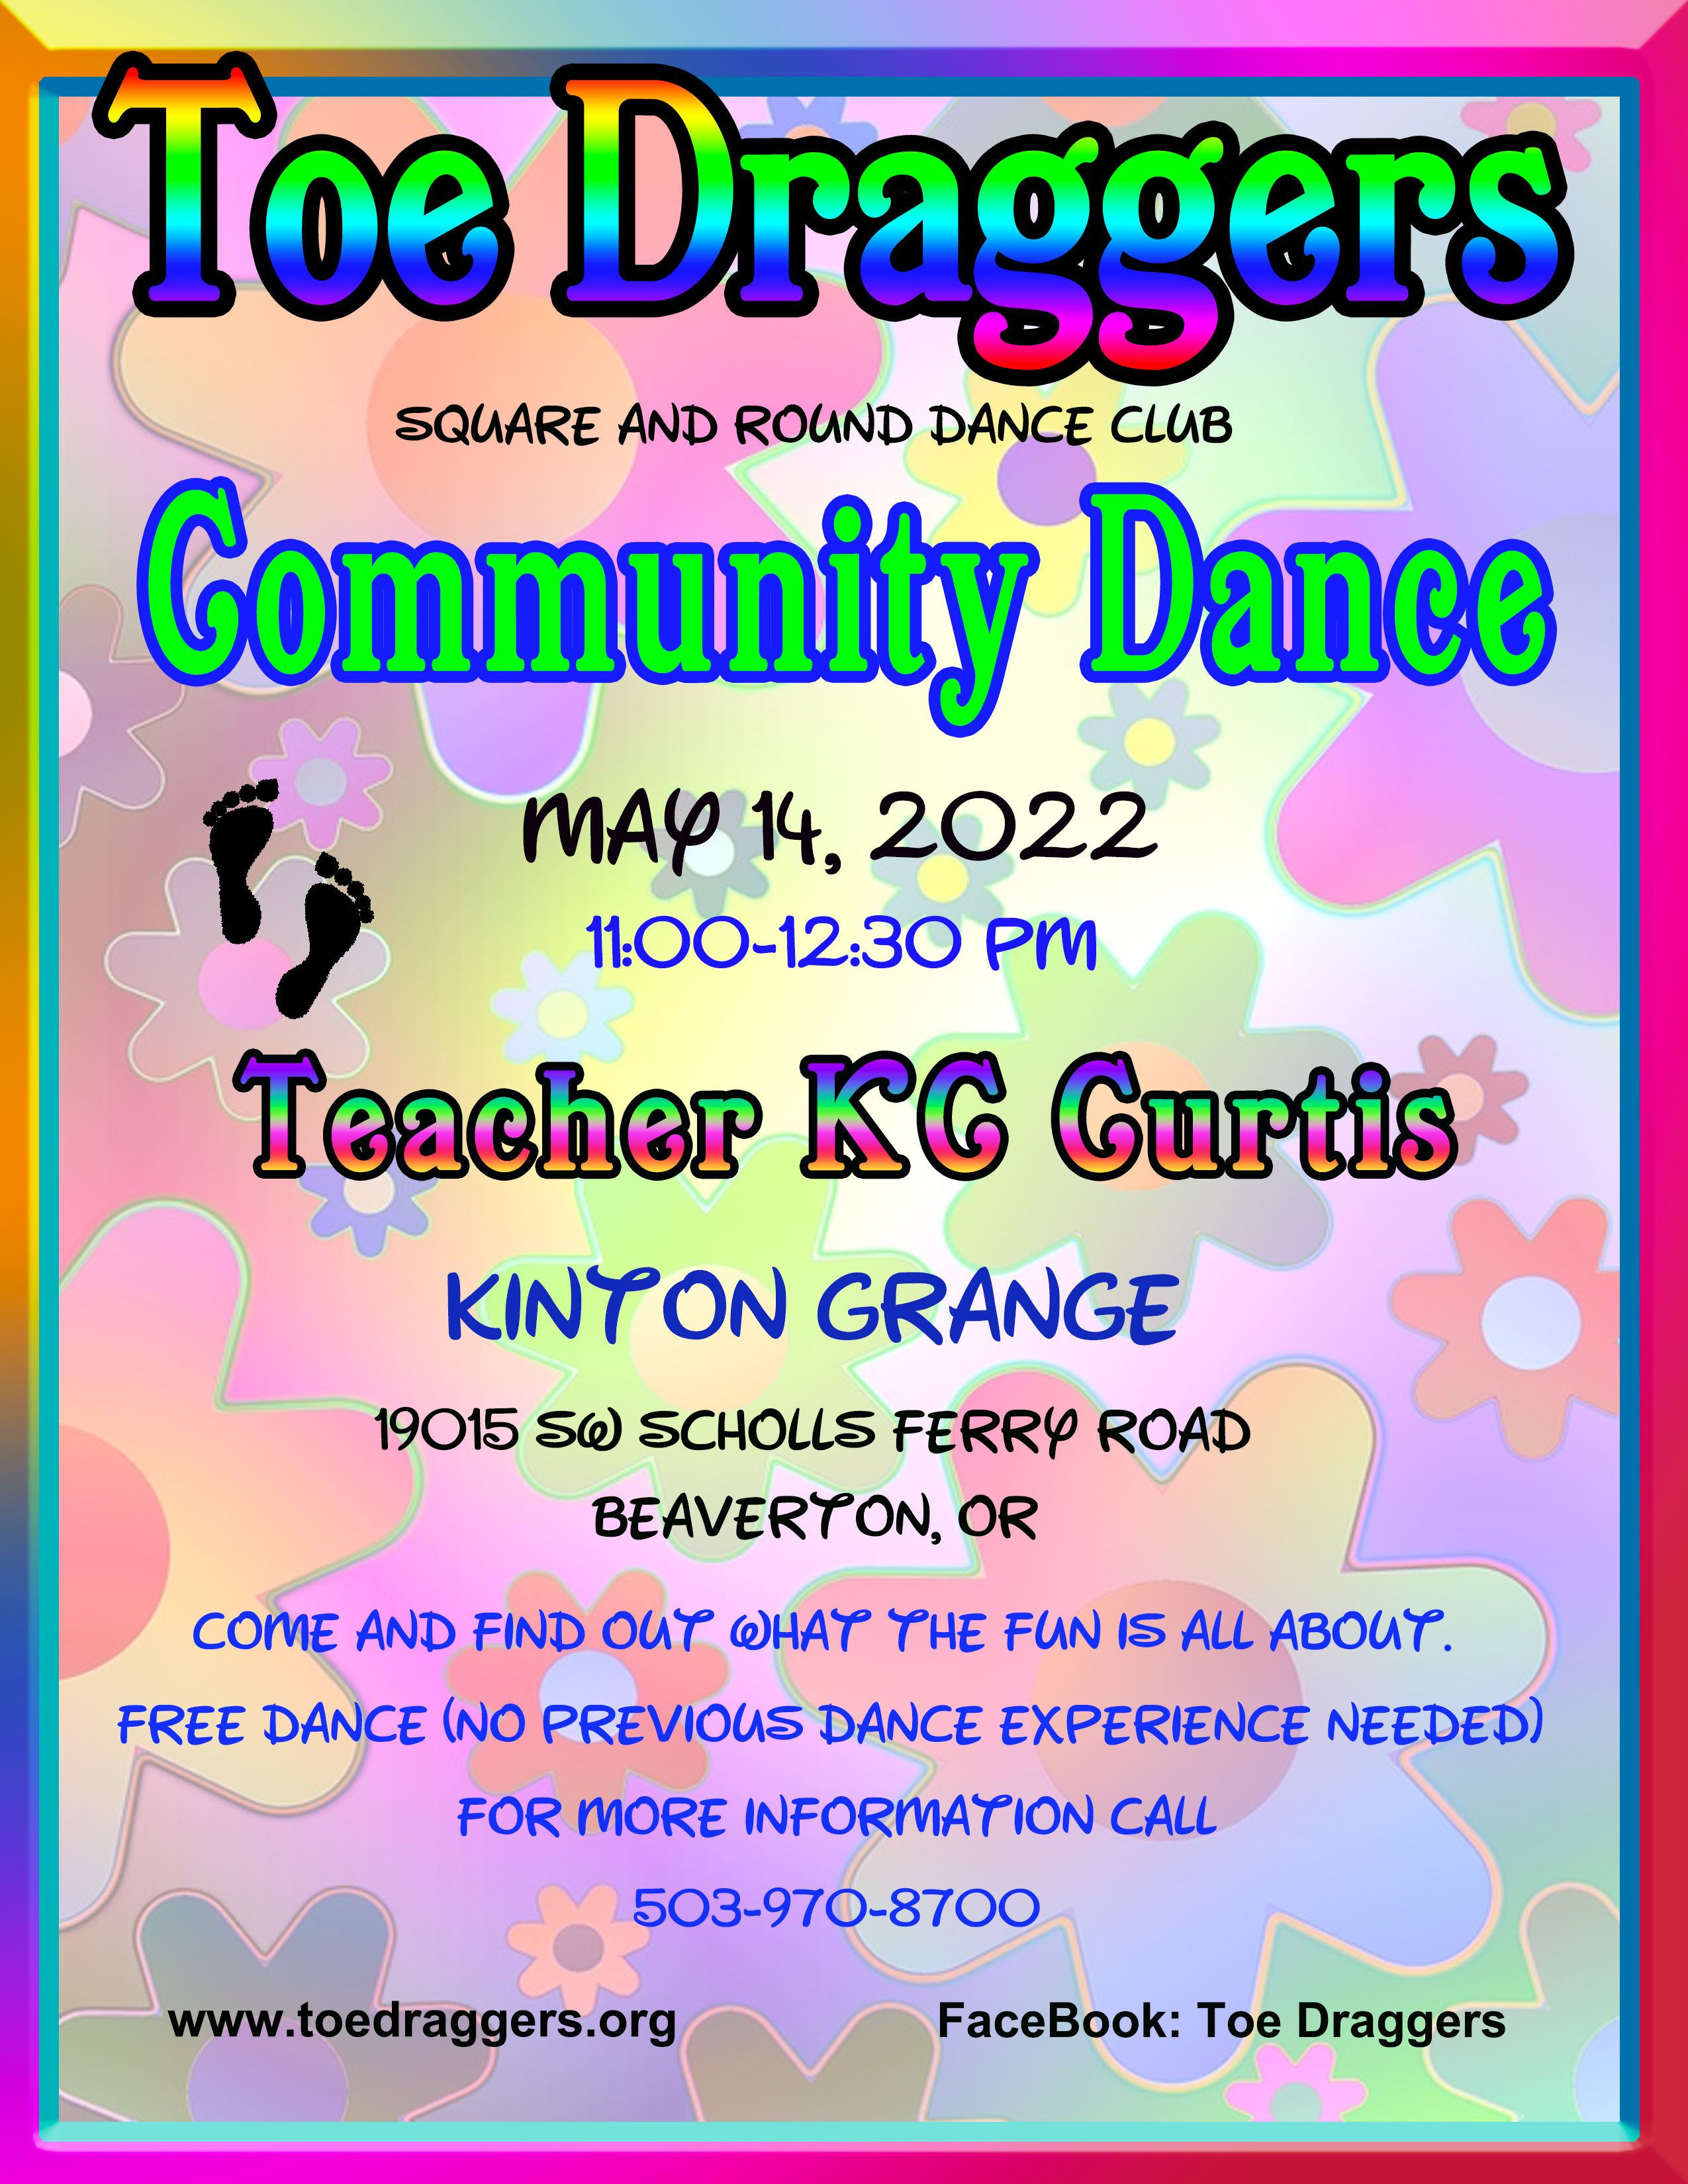 Toe Draggers
SQUARE AND ROUND DANCE CLUB
Community Dance
MAY 14, 2022
11:00-12:30 PM
Teacher KC Curtis
KINTON GRANGE
19015 SW SCHOLLS FERRY ROAD
BEAVERTON, OR
COME AND FIND OUT WHAT THE FUN IS ALL ABOUT.
FREE DANCE (NO PREVIOUS DANCE EXPERIENCE NEEDED)
FOR MORE INFORMATION CALL
503-970-8700
www.toedraggers.org FaceBook: Toe Draggers